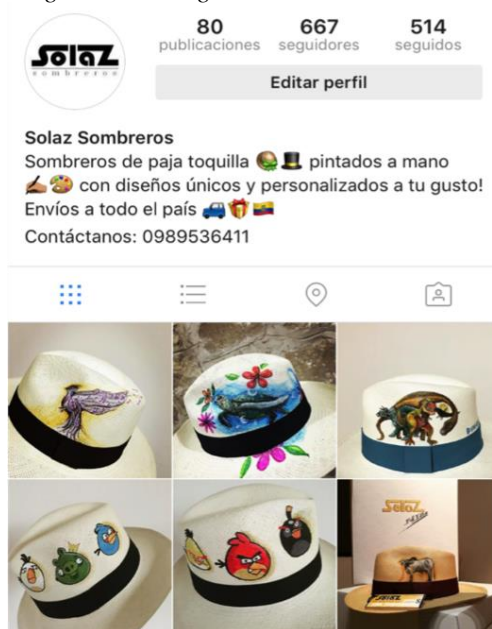 80 667 514
publicaciones seguidores seguidos
SolaZ
sombreros
Editar perfil
Solaz Sombreros
Sombreros de paja toquilla pintados a mano
con diseños únicos y personalizados a tu gusto!
Envíos a todo el país
Contáctanos: 0989536411
SolaZ